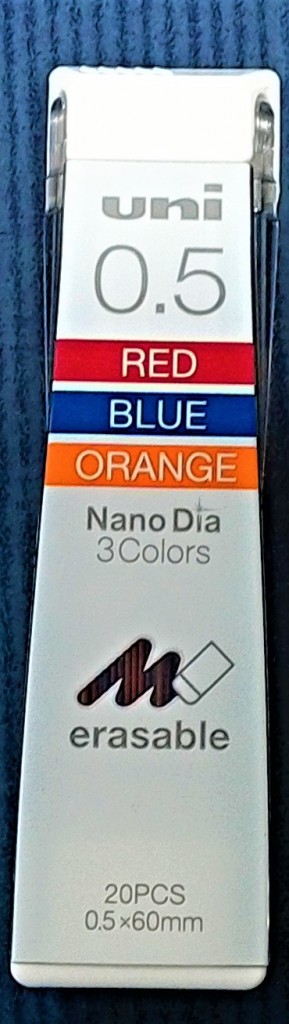 uni
0.5
RED
BLUE
ORANGE
Nano Dia
3Colors
erasable
20PCS
0.5×60mm